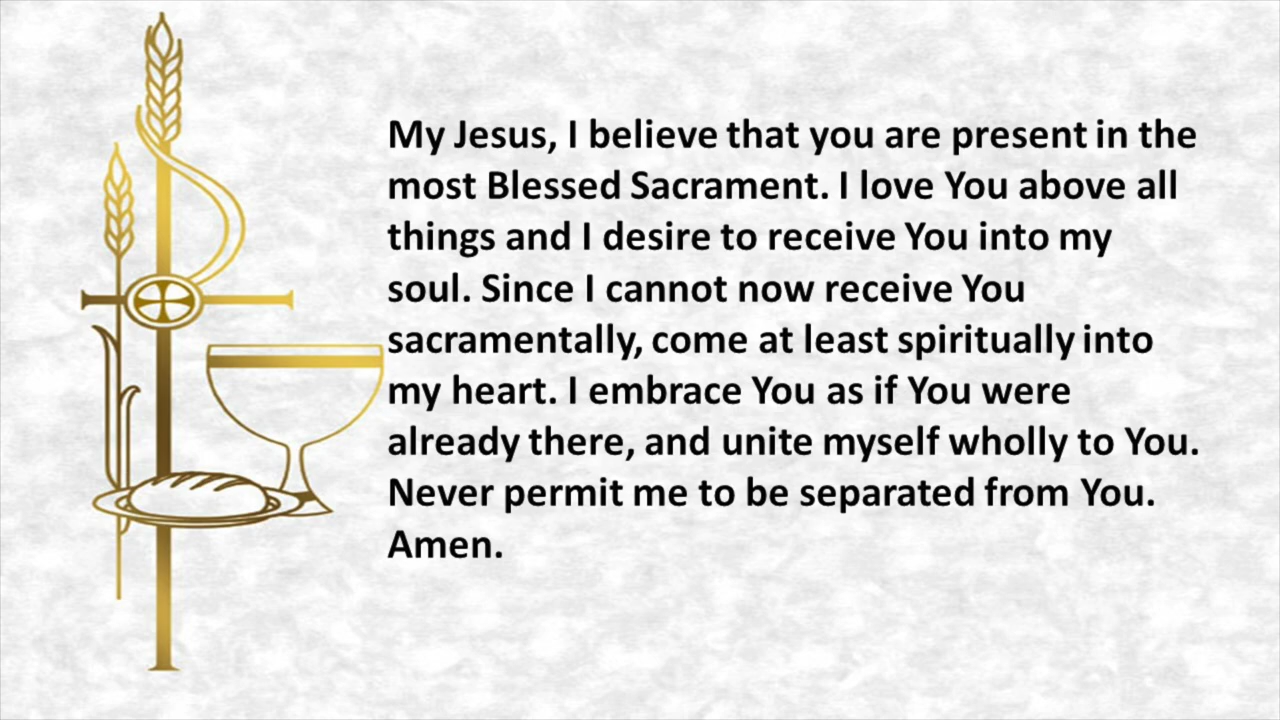 My Jesus, I believe that you are present in the
most Blessed Sacrament. I love You above all
things and I desire to receive You into my
soul. Since I cannot now receive You
sacramentally, come at least spiritually into
my heart. I embrace You as if You were
already there, and unite myself wholly to You.
Never permit me to be separated from You.
Amen.